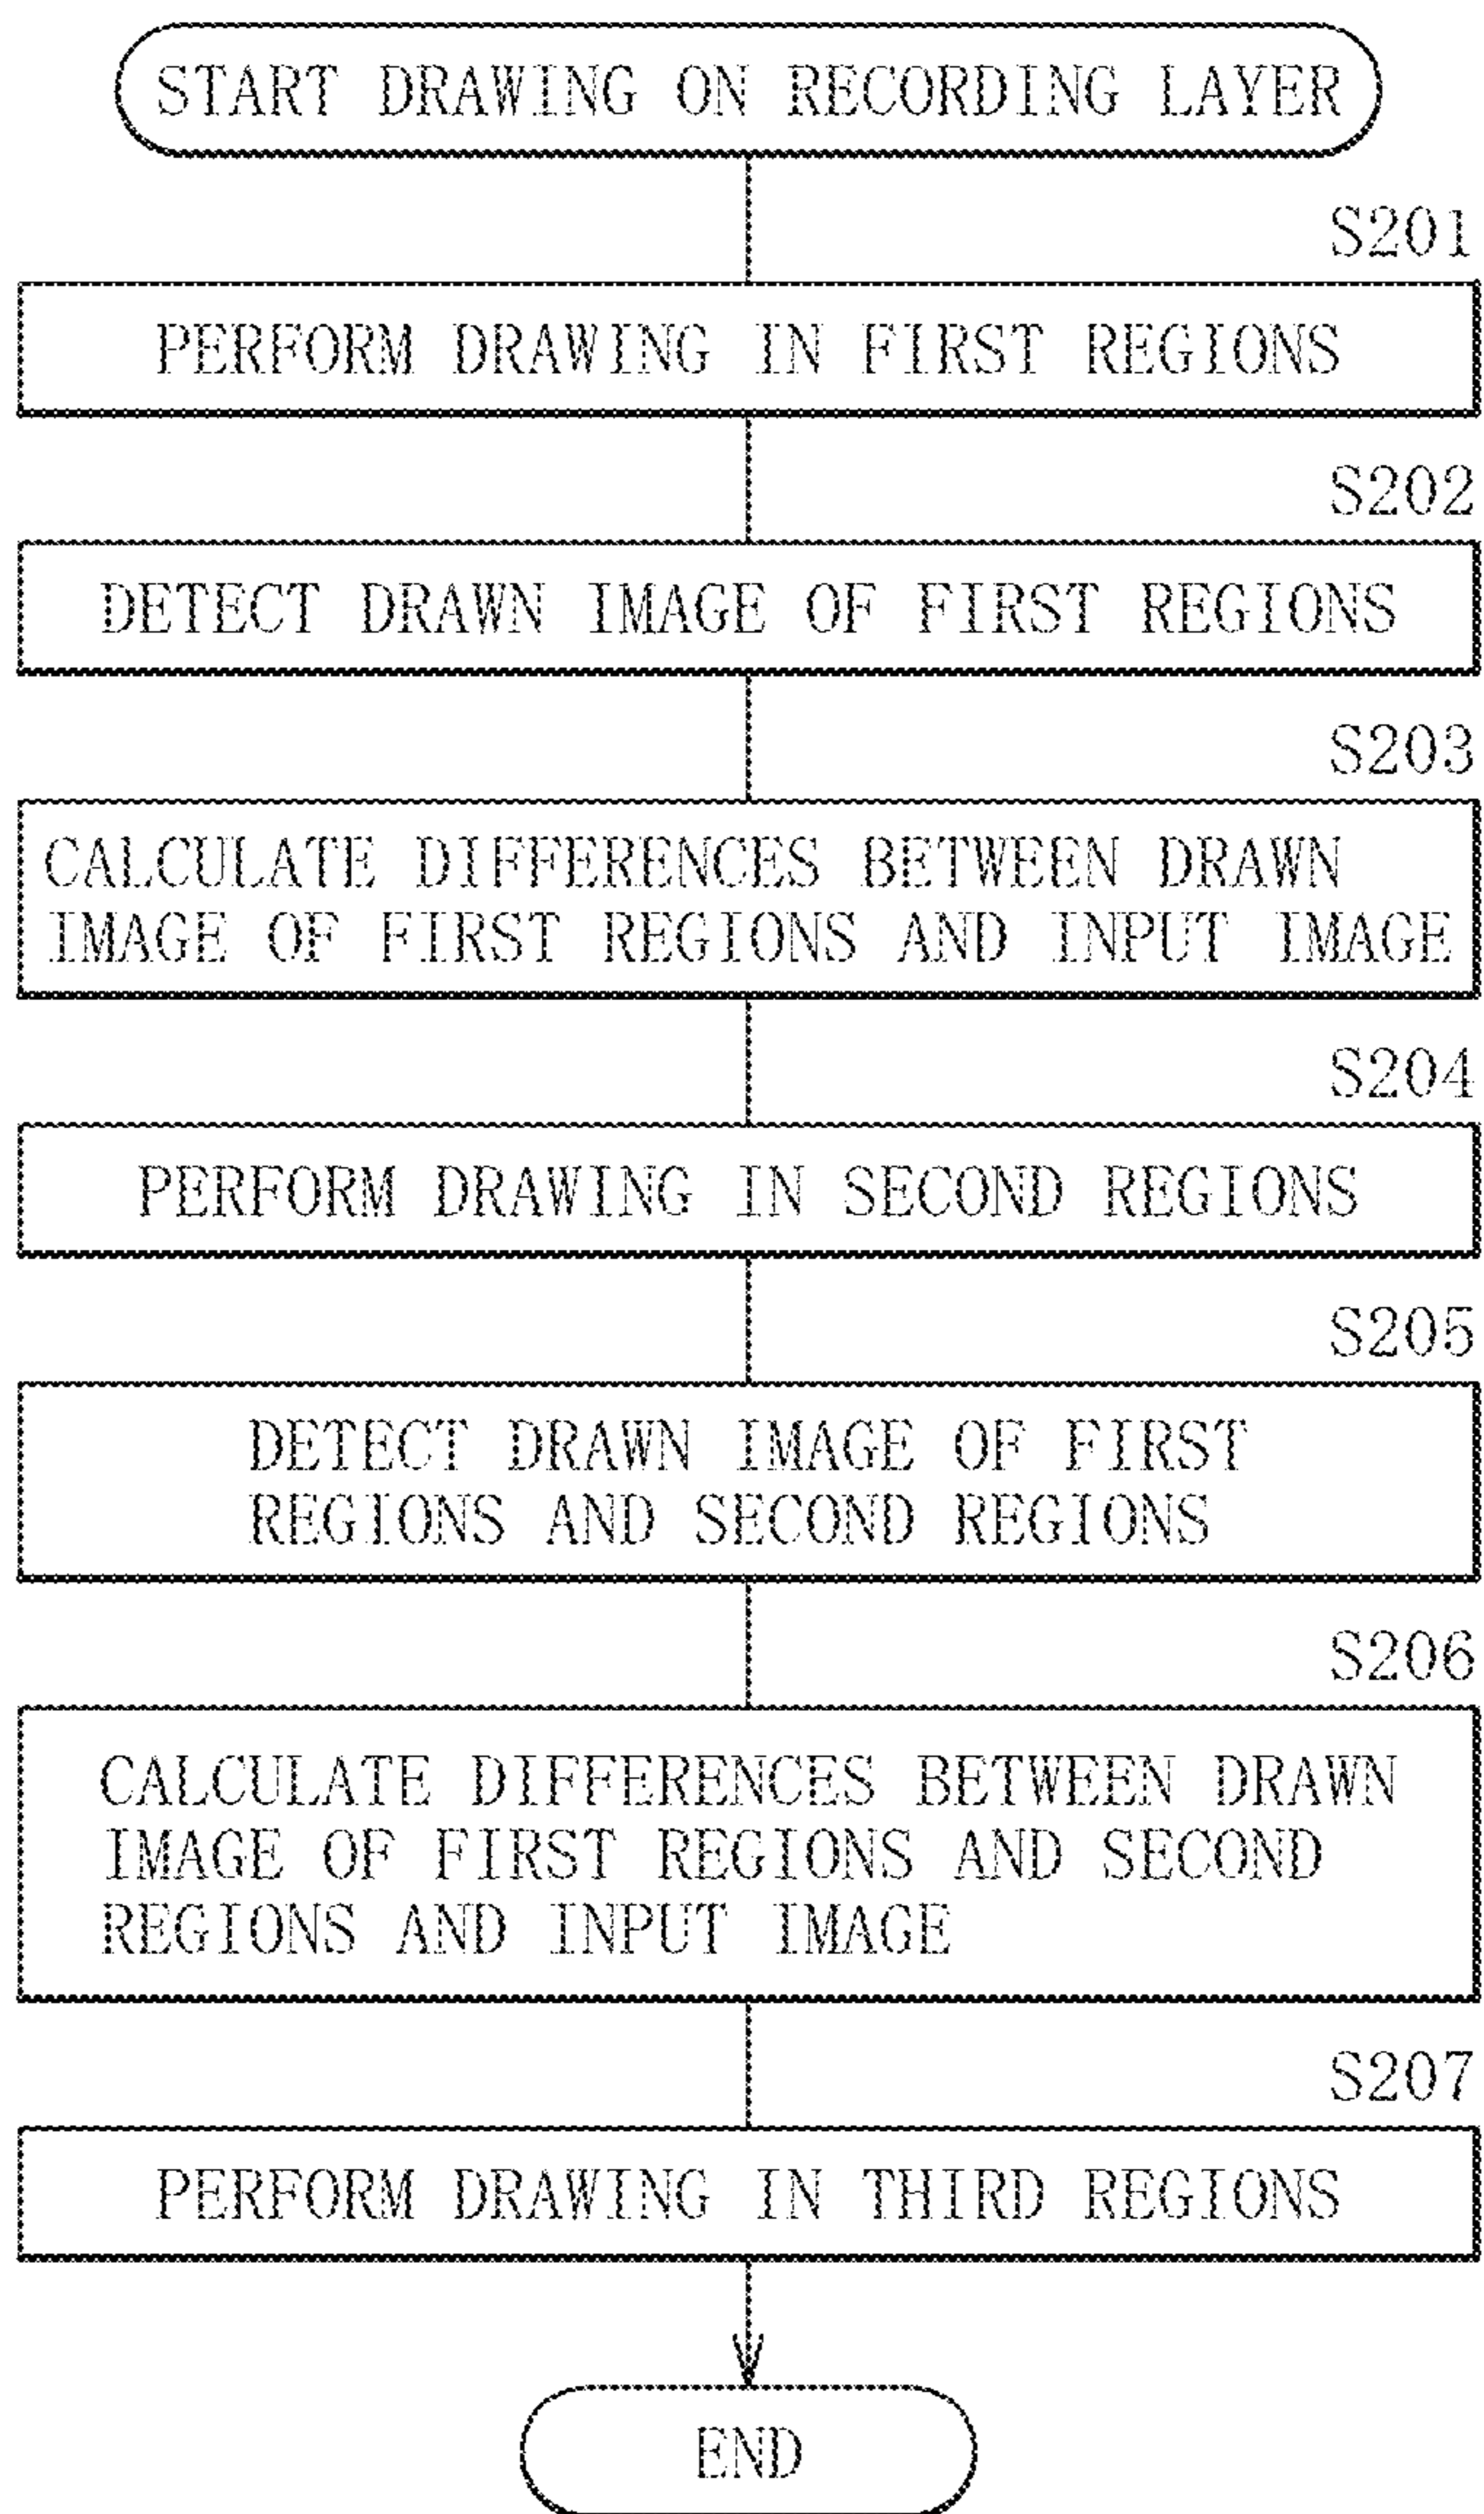 START DRAWING ON RECORDING LAYER
S201
PERFORM DRAWING IN FIRST REGIONS
S202
DETECT DRAWN IMAGE OF FIRST REGIONS
S203
CALCULATE DIFFERENCES BETWEEN DRAWN
IMAGE OF FIRST REGIONS AND INPUT IMAGE
S204
PERFORM DRAWING IN SECOND REGIONS
S205
DETECT DRAWN IMAGE OF FIRST
REGIONS AND SECOND REGIONS
S206
CALCULATE DIFFERENCES BETWEEN DRAWN
IMAGE OF FIRST REGIONS AND SECOND
REGIONS AND INPUT IMAGE
S207
PERFORM DRAWING IN THIRD REGIONS
END